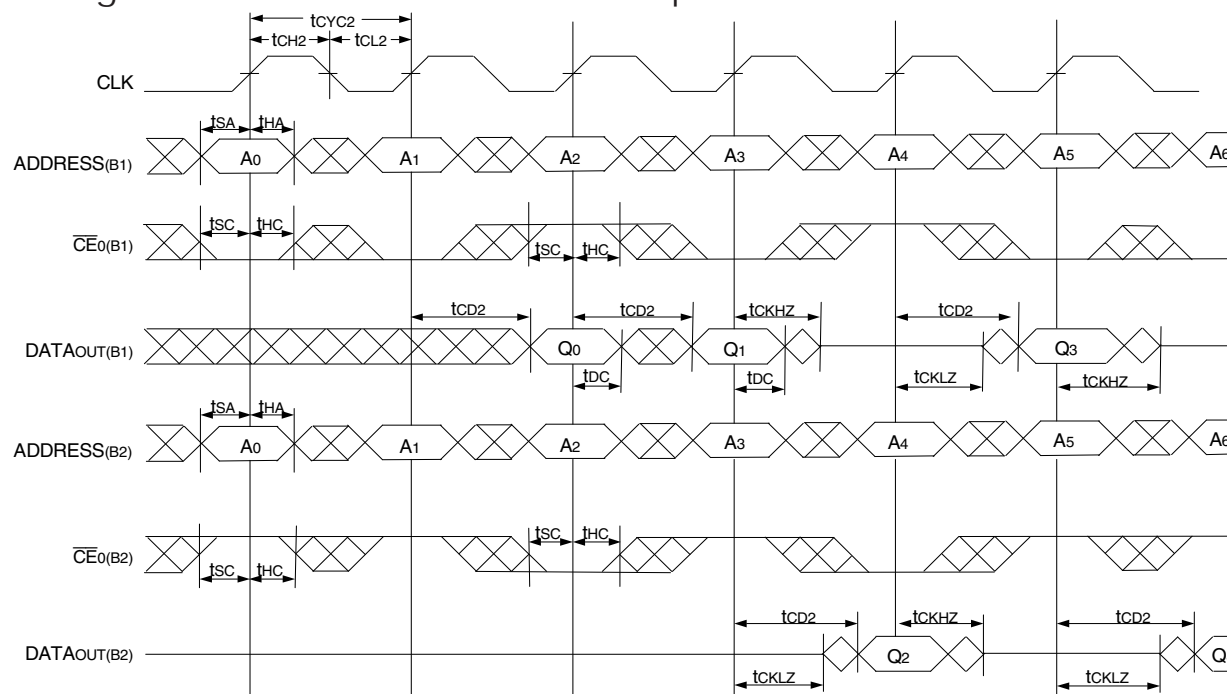 tCYC2
tCH2 tCL2
CLK
tSA tHA
ADDRESS(B1) A0 A1 A2 A3 A4 A5 A6
tSC tHC
CE0(B1)
tSC tHC
tCD2 tCD2 tCKHZ tCD2
DATAOUT(B1) Q0 Q1 Q3
tDC tDC tCKLZ tCKHZ
tSA tHA
ADDRESS(B2) A0 A1 A2 A3 A4 A5 A6
tSC tHC
CE0(B2)
tSC tHC
tCD2 tCKHZ tCD2
DATAOUT(B2) Q2 Q
tCKLZ tCKLZ